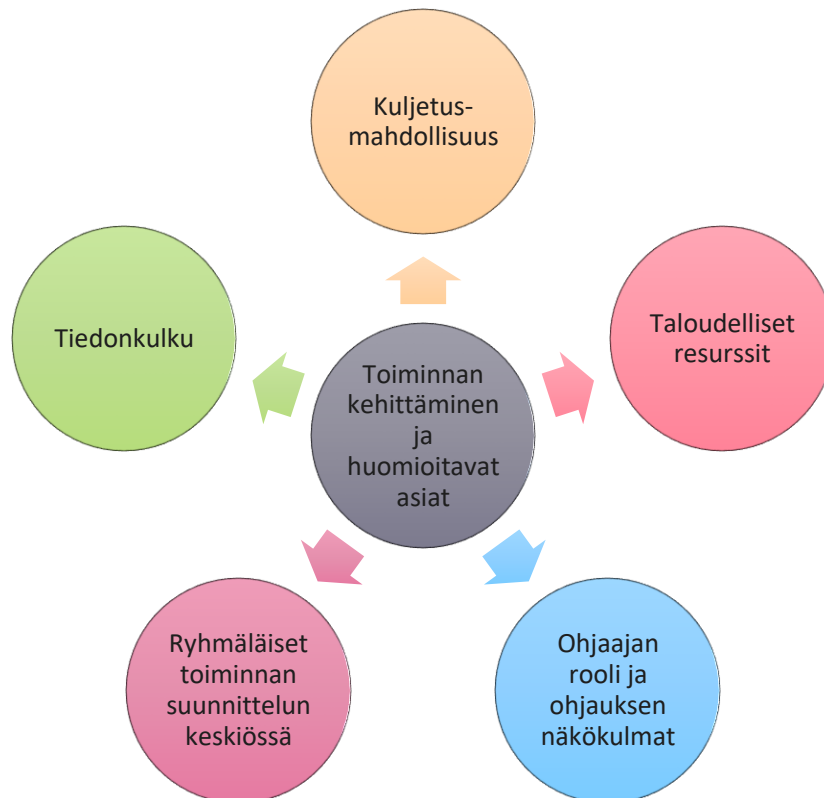 Kuljetus-
mahdollisuus
Tiedonkulku
Taloudelliset
resurssit
Toiminnan
kehittäminen
ja
huomioitavat
asiat
Ryhmäläiset
toiminnan
suunnittelun
keskiössä
Ohjaajan
rooli ja
ohjauksen
näkökulmat